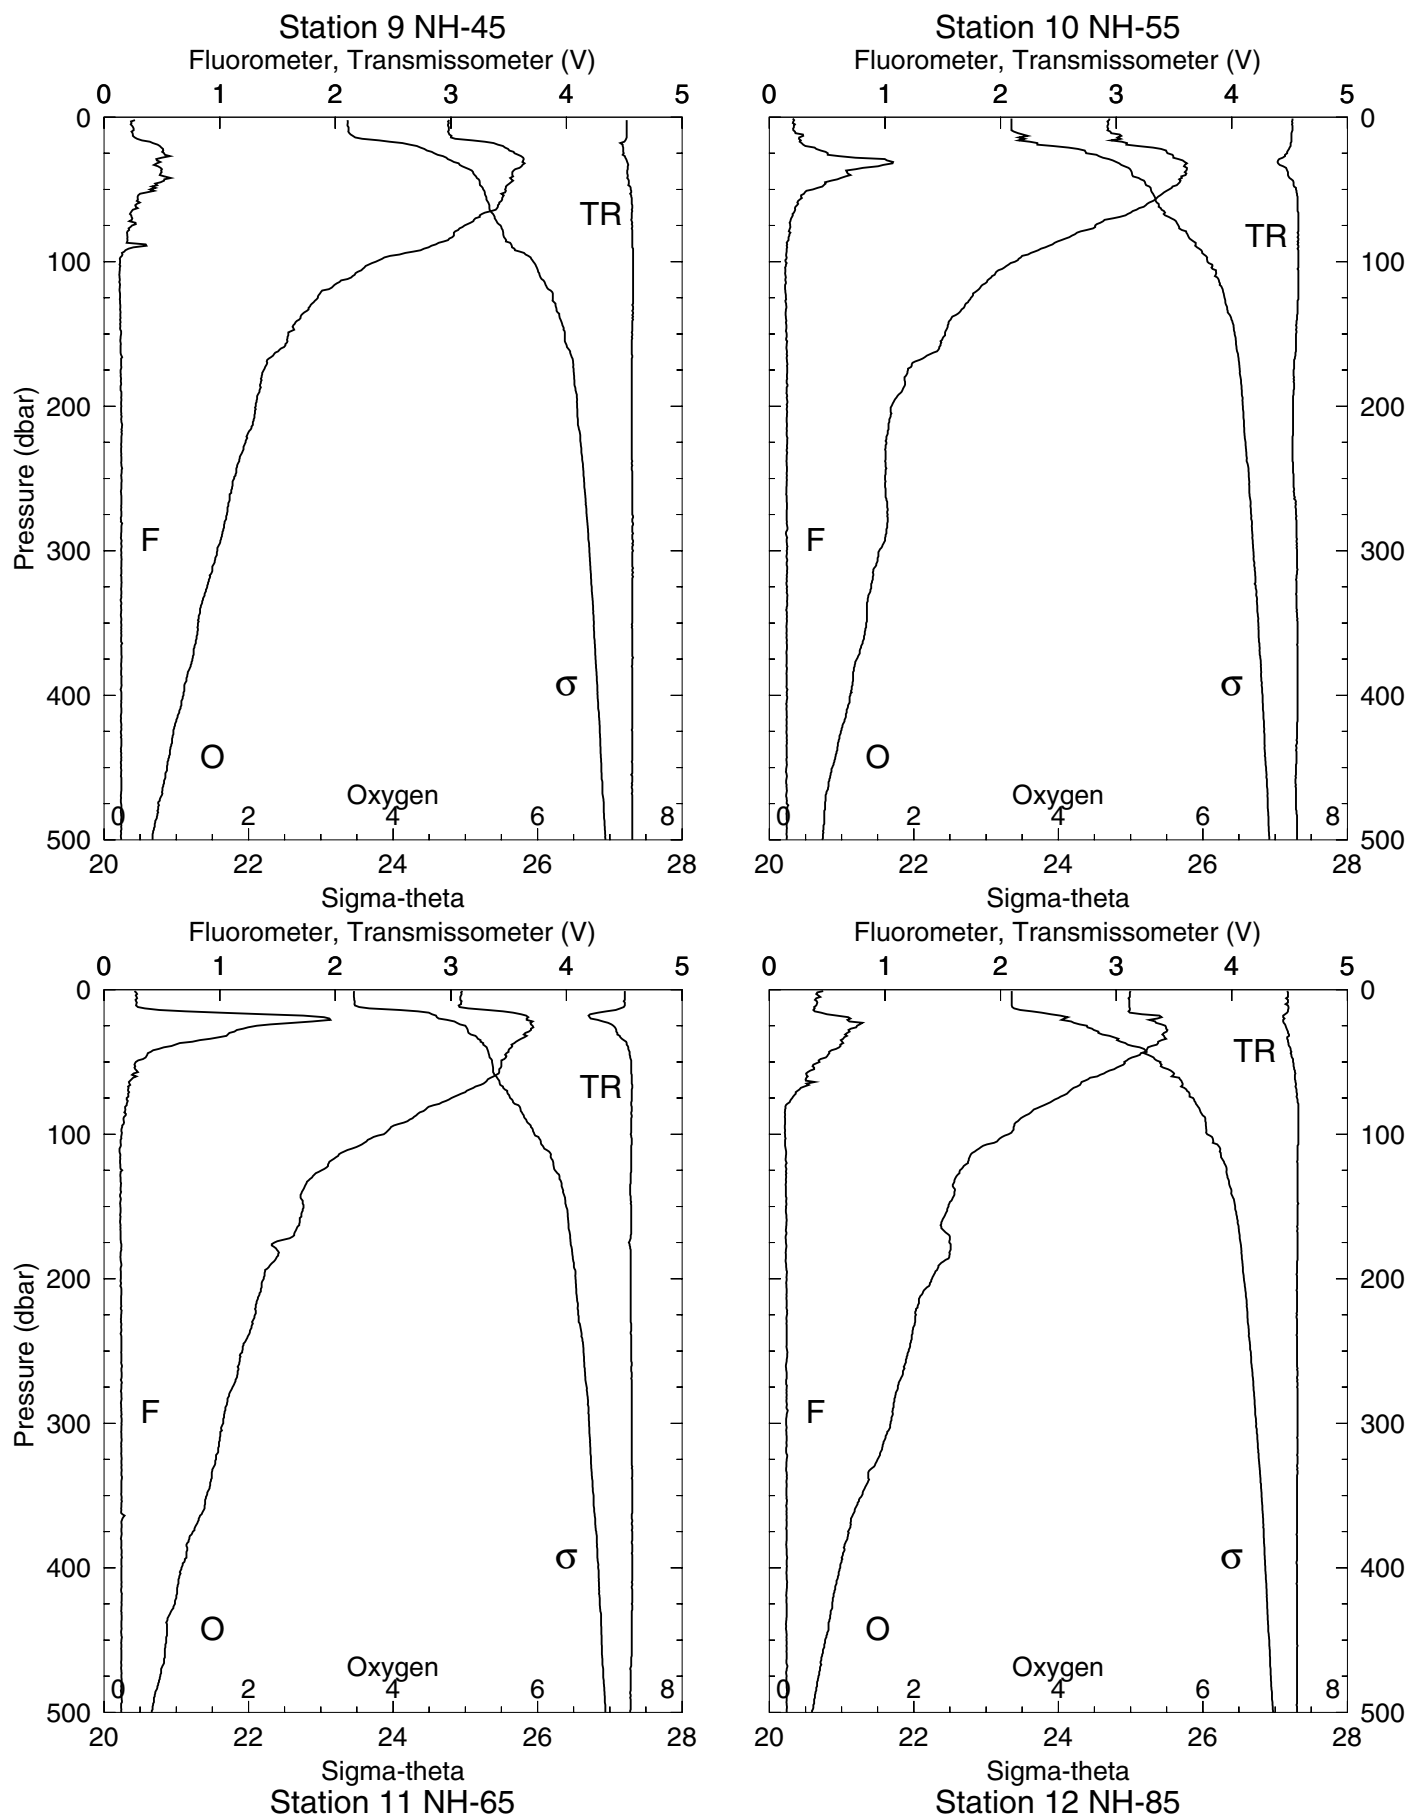 Station 9 NH-45
Fluorometer, Transmissometer (V)
0 1 2 3 4 5
0
100
200
300
400
500
Pressure (dbar)
TR
F
σ
O
Oxygen
0 2 4 6 8
20 22 24 26 28
Sigma-theta
Station 10 NH-55
Fluorometer, Transmissometer (V)
0 1 2 3 4 5
0
100
200
300
400
500
TR
F
σ
O
Oxygen
0 2 4 6 8
20 22 24 26 28
Sigma-theta
Fluorometer, Transmissometer (V)
0 1 2 3 4 5
0
100
200
300
400
500
Pressure (dbar)
TR
F
σ
O
Oxygen
0 2 4 6 8
20 22 24 26 28
Sigma-theta
Station 11 NH-65
Fluorometer, Transmissometer (V)
0 1 2 3 4 5
0
100
200
300
400
500
TR
F
σ
O
Oxygen
0 2 4 6 8
20 22 24 26 28
Sigma-theta
Station 12 NH-85